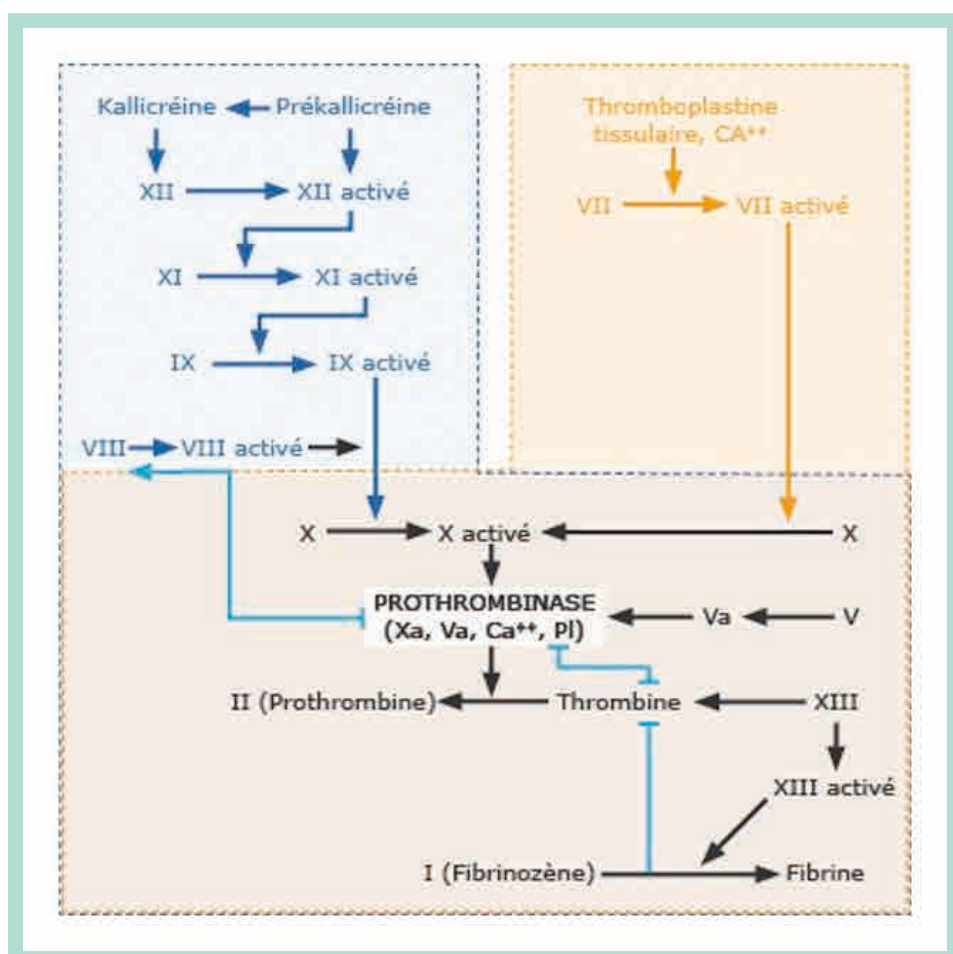 Kallicréine Prékallicréine
Thromboplastine
tissulaire, CA⁺⁺
XII XII activé
VII VII activé
XI XI activé
IX IX activé
VIII VIII activé
X X activé X
PROTHROMBINASE
(Xa, Va, Ca⁺⁺, Pl) Va V
II (Prothrombine) Thrombine XIII
XIII activé
I (Fibrinozène) Fibrine